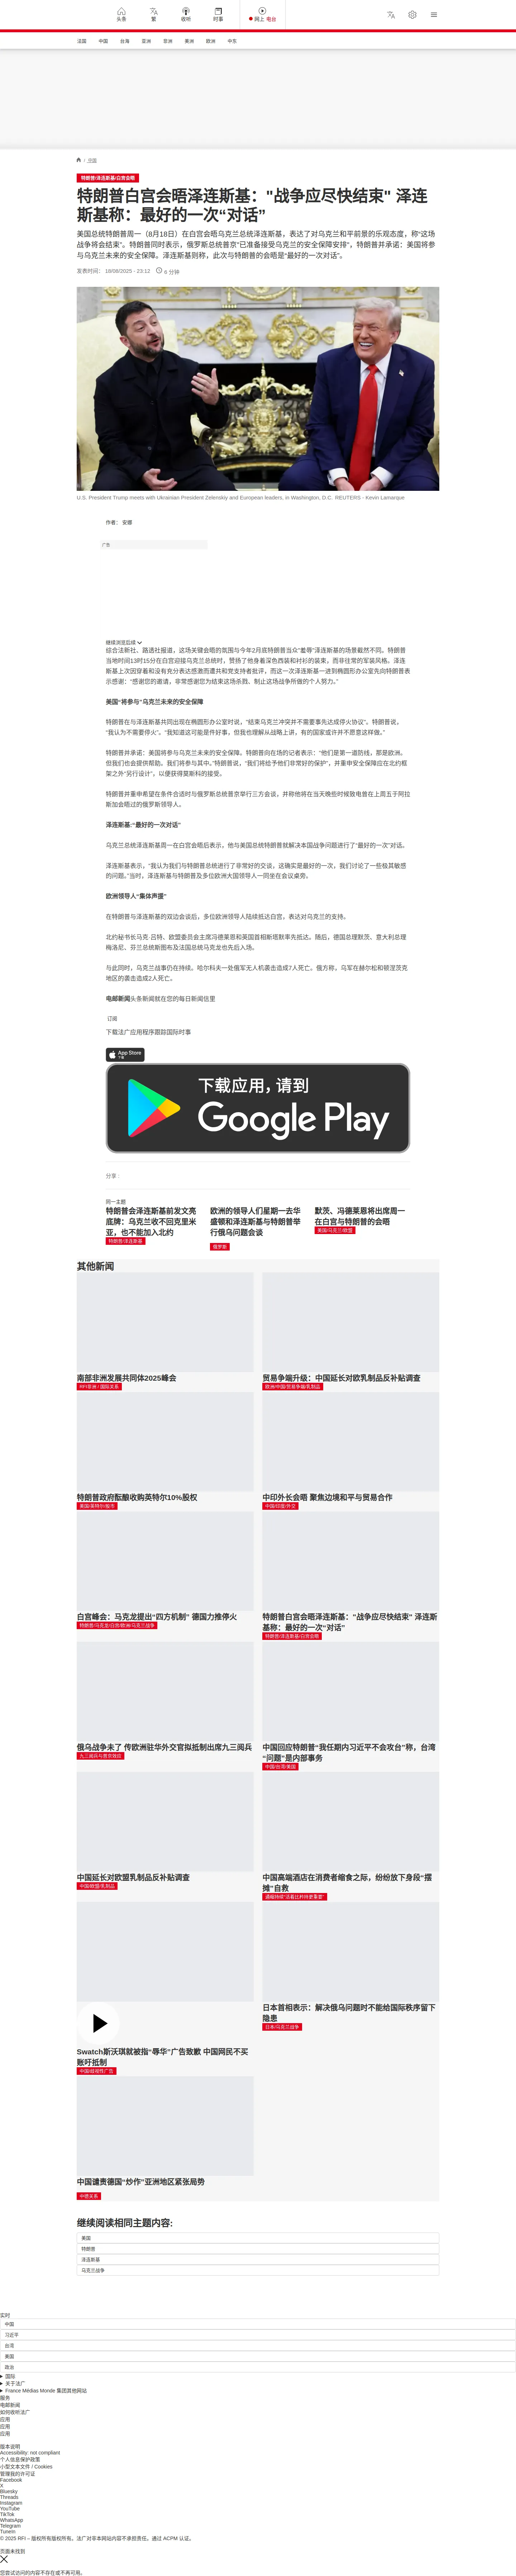 头条
繁
收听
时事
网上 电台
法国
中国
台海
亚洲
非洲
美洲
欧洲
中东
/ 美国
特朗普/泽连斯基/白宫会晤
特朗普白宫会晤泽连斯基："战争应尽快结束" 泽连
斯基称：最好的一次“对话”
美国总统特朗普周一（8月18日）在白宫会晤乌克兰总统泽连斯基，表达了对乌克兰和平前景的乐观态度，称“这场
战争将会结束”。特朗普同时表示，俄罗斯总统普京“已准备接受乌克兰的安全保障安排”，特朗普并承诺：美国将参
与乌克兰未来的安全保障。泽连斯基则称，此次与特朗普的会晤是“最好的一次对话”。
发表时间： 18/08/2025 - 23:12
6 分钟
U.S. President Trump meets with Ukrainian President Zelenskiy and European leaders, in Washington, D.C. REUTERS - Kevin Lamarque
作者： 安娜
广告
继续浏览后续
综合法新社、路透社报道，这场关键会晤的氛围与今年2月底特朗普当众“羞辱”泽连斯基的场景截然不同。特朗普
当地时间13时15分在白宫迎接乌克兰总统时，赞扬了他身着深色西装和衬衫的装束，而非往常的军装风格。泽连
斯基上次因穿着和没有充分表达感激而遭共和党支持者批评，而这一次泽连斯基一进到椭圆形办公室则先向特朗普表
示感谢：“感谢您的邀请，非常感谢您为结束这场杀戮、制止这场战争所做的个人努力。”
美国“将参与”乌克兰未来的安全保障
特朗普在与泽连斯基共同出现在椭圆形办公室时说，“结束乌克兰冲突并不需要事先达成停火协议”。特朗普说，
“我认为不需要停火”。“我知道这可能是件好事，但我也理解从战略上讲，有的国家或许并不愿意这样做。”
特朗普并承诺：美国将参与乌克兰未来的安全保障。特朗普向在场的记者表示：“他们是第一道防线，那是欧洲。
但我们也会提供帮助。我们将参与其中。”特朗普说，“我们将给予他们非常好的保护”，并重申安全保障应在北约框
架之外“另行设计”，以便获得莫斯科的接受。
特朗普并重申希望在条件合适时与俄罗斯总统普京举行三方会谈，并称他将在当天晚些时候致电曾在上周五于阿拉
斯加会晤过的俄罗斯领导人。
泽连斯基:“最好的一次对话”
乌克兰总统泽连斯基周一在白宫会晤后表示，他与美国总统特朗普就解决本国战争问题进行了“最好的一次”对话。
泽连斯基表示，“我认为我们与特朗普总统进行了非常好的交谈，这确实是最好的一次，我们讨论了一些极其敏感
的问题。”当时，泽连斯基与特朗普及多位欧洲大国领导人一同坐在会议桌旁。
欧洲领导人“集体声援”
在特朗普与泽连斯基的双边会谈后，多位欧洲领导人陆续抵达白宫，表达对乌克兰的支持。
北约秘书长马克·吕特、欧盟委员会主席冯德莱恩和英国首相斯塔默率先抵达。随后，德国总理默茨、意大利总理
梅洛尼、芬兰总统斯图布及法国总统马克龙也先后入场。
与此同时，乌克兰战事仍在持续。哈尔科夫一处俄军无人机袭击造成7人死亡。俄方称，乌军在赫尔松和顿涅茨克
地区的袭击造成2人死亡。
电邮新闻头条新闻就在您的每日新闻信里
订阅
下载法广应用程序跟踪国际时事
App Store
下载
下载应用，请到
Google Play
分享 :
同一主题
特朗普会泽连斯基前发文亮
底牌：乌克兰收不回克里米
亚，也不能加入北约
特朗普/泽连斯基
欧洲的领导人们星期一去华
盛顿和泽连斯基与特朗普举
行俄乌问题会谈
俄罗斯
默茨、冯德莱恩将出席周一
在白宫与特朗普的会晤
美国/乌克兰/欧盟
其他新闻
南部非洲发展共同体2025峰会
RFI非洲 / 国际关系
贸易争端升级：中国延长对欧乳制品反补贴调查
欧洲/中国/贸易争端/乳制品
特朗普政府酝酿收购英特尔10%股权
美国/英特尔/股市
中印外长会晤 聚焦边境和平与贸易合作
中国/印度/外交
白宫峰会：马克龙提出“四方机制” 德国力推停火
特朗普/马克龙/白宫/欧洲/乌克兰战争
特朗普白宫会晤泽连斯基："战争应尽快结束" 泽连斯
基称：最好的一次“对话”
特朗普/泽连斯基/白宫会晤
俄乌战争未了 传欧洲驻华外交官拟抵制出席九三阅兵
九三阅兵与普京效应
中国回应特朗普“我任期内习近平不会攻台”称，台湾
“问题”是内部事务
中国/台湾/美国
中国延长对欧盟乳制品反补贴调查
中国/欧盟/乳制品
中国高端酒店在消费者缩食之际，纷纷放下身段“摆
摊”自救
通缩持续“活着比矜持更重要”
Swatch斯沃琪就被指“辱华”广告致歉 中国网民不买
账吁抵制
中国/歧视性广告
日本首相表示：解决俄乌问题时不能给国际秩序留下
隐患
日本/乌克兰战争
中国谴责德国“炒作”亚洲地区紧张局势
中德关系
继续阅读相同主题内容:
美国
特朗普
泽连斯基
乌克兰战争
实时
中国
习近平
台湾
美国
政治
国际
关于法广
France Médias Monde 集团其他网站
服务
电邮新闻
如何收听法广
应用
应用
应用
版本说明
Accessibility: not compliant
个人信息保护政策
小型文本文件 / Cookies
管理我的许可证
Facebook
X
Bluesky
Threads
Instagram
YouTube
TikTok
WhatsApp
Telegram
TuneIn
© 2025 RFI – 版权所有版权所有。法广对非本网站内容不承担责任。通过 ACPM 认证。
页面未找到
您尝试访问的内容不存在或不再可用。